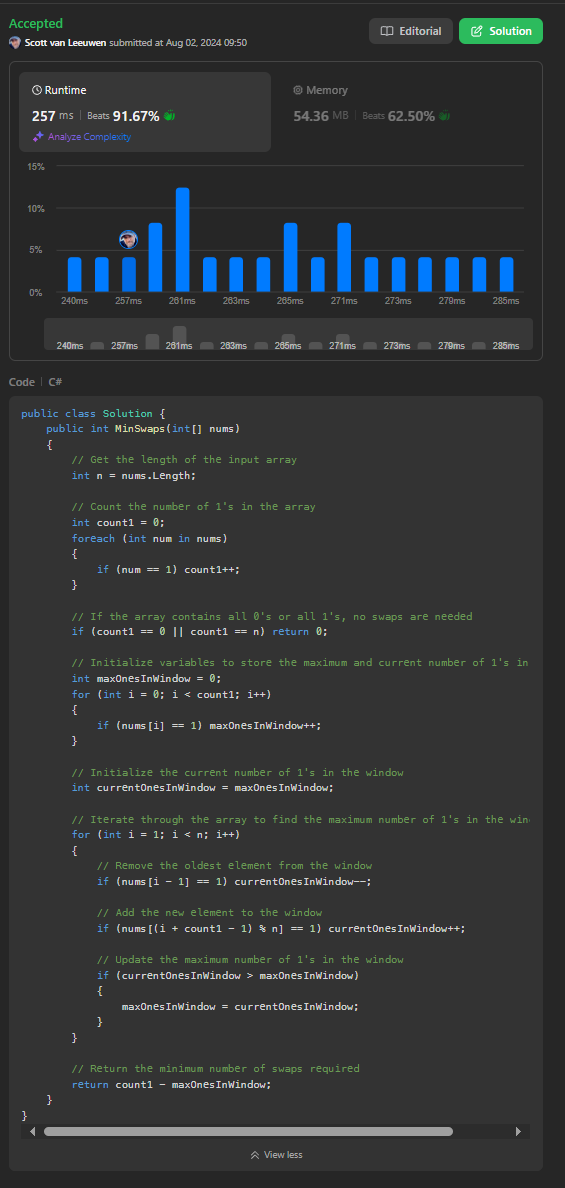 Accepted
Scott van Leeuwen submitted at Aug 02, 2024 09:50
Editorial
Solution
Runtime
257 ms | Beats 91.67%
Analyze Complexity
Memory
54.36 MB | Beats 62.50%
15%
10%
5%
0%
240ms 257ms 261ms 263ms 265ms 271ms 273ms 279ms 285ms
240ms 257ms 261ms 263ms 265ms 271ms 273ms 279ms 285ms
Code | C#
public class Solution {
    public int MinSwaps(int[] nums)
    {
        // Get the length of the input array
        int n = nums.Length;

        // Count the number of 1's in the array
        int count1 = 0;
        foreach (int num in nums)
        {
            if (num == 1) count1++;
        }

        // If the array contains all 0's or all 1's, no swaps are needed
        if (count1 == 0 || count1 == n) return 0;

        // Initialize variables to store the maximum and current number of 1's in
        int maxOnesInWindow = 0;
        for (int i = 0; i < count1; i++)
        {
            if (nums[i] == 1) maxOnesInWindow++;
        }

        // Initialize the current number of 1's in the window
        int currentOnesInWindow = maxOnesInWindow;

        // Iterate through the array to find the maximum number of 1's in the win
        for (int i = 1; i < n; i++)
        {
            // Remove the oldest element from the window
            if (nums[i - 1] == 1) currentOnesInWindow--;

            // Add the new element to the window
            if (nums[(i + count1 - 1) % n] == 1) currentOnesInWindow++;

            // Update the maximum number of 1's in the window
            if (currentOnesInWindow > maxOnesInWindow)
            {
                maxOnesInWindow = currentOnesInWindow;
            }
        }

        // Return the minimum number of swaps required
        return count1 - maxOnesInWindow;
    }
}
View less